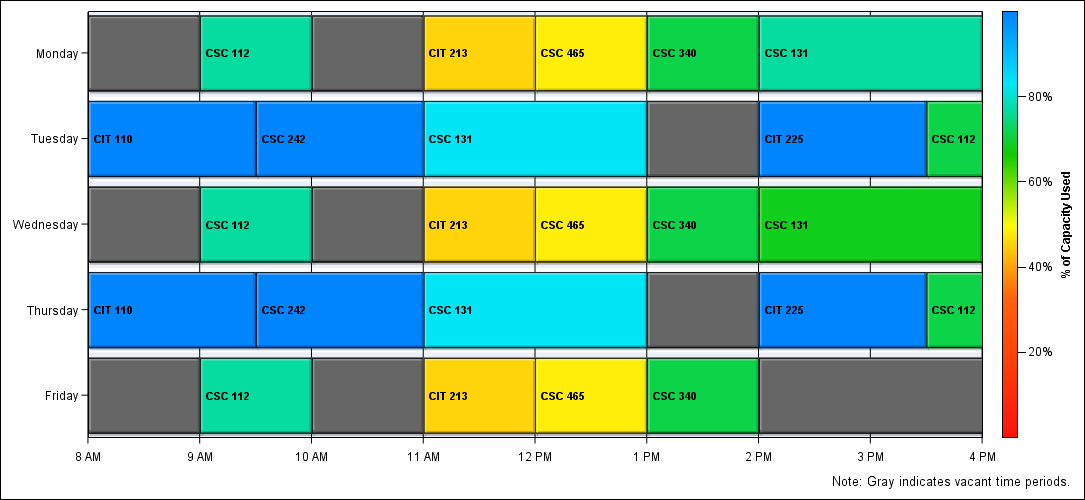 Monday
CSC 112
CIT 213
CSC 465
CSC 340
CSC 131
Tuesday
CIT 110
CSC 242
CSC 131
CIT 225
CSC 112
Wednesday
CSC 112
CIT 213
CSC 465
CSC 340
CSC 131
Thursday
CIT 110
CSC 242
CSC 131
CIT 225
CSC 112
Friday
CSC 112
CIT 213
CSC 465
CSC 340
8 AM
9 AM
10 AM
11 AM
12 PM
1 PM
2 PM
3 PM
4 PM
80%
60%
40%
20%
% of Capacity Used
Note: Gray indicates vacant time periods.